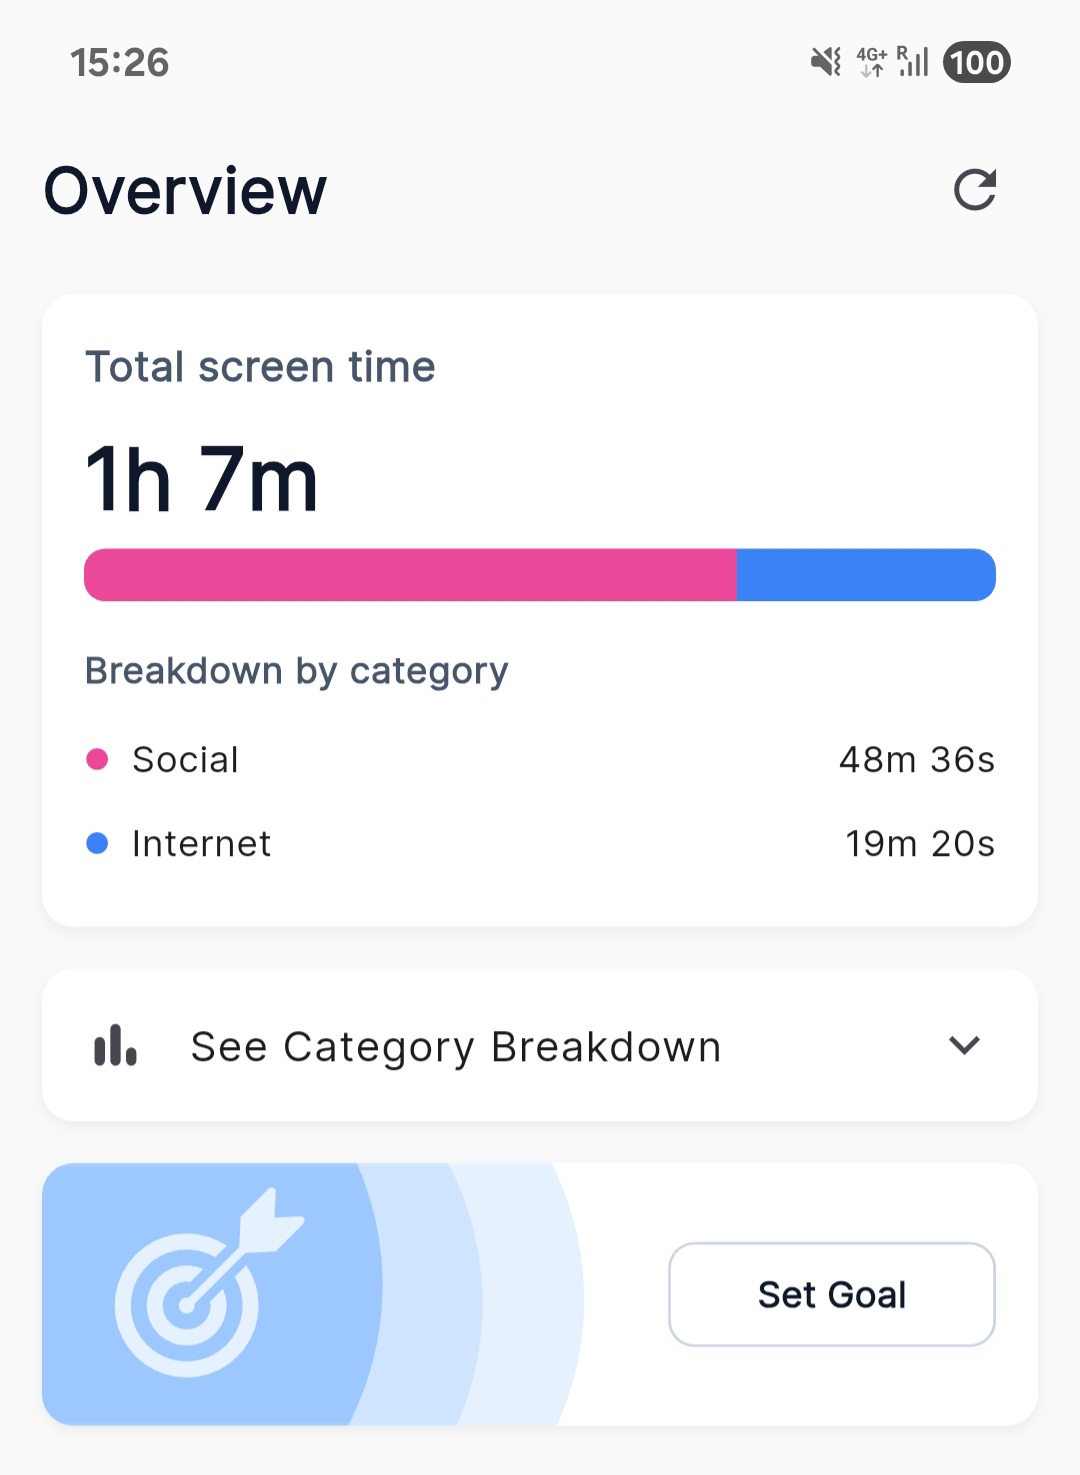 15:26 4G+ R 100
Overview
Total screen time
1h 7m
Breakdown by category
Social 48m 36s
Internet 19m 20s
See Category Breakdown
Set Goal